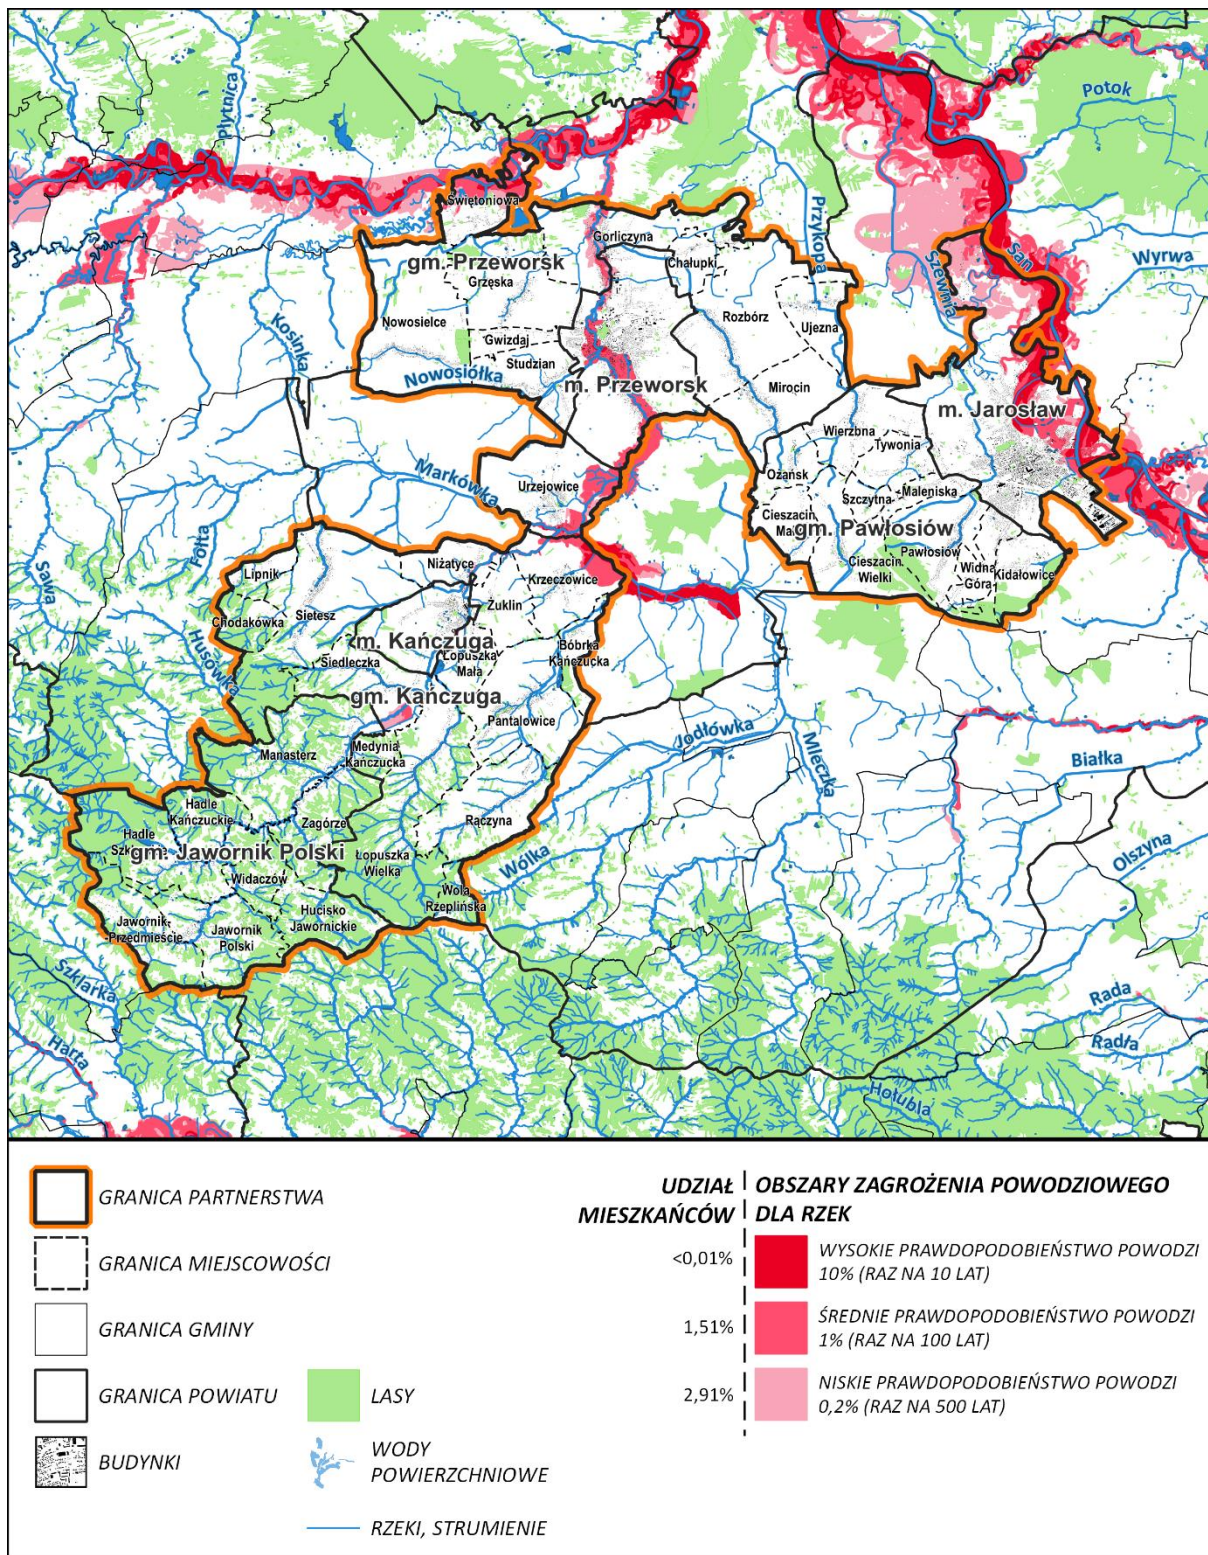 Płytnica
Potok
Świętoniowa
Przykopa
Gorliczyna
San
Szewnia
Wyrwa
gm. Przeworsk
Chałupki
Grzęska
Kosinka
Nowosielce
Rozbórz
Ujezna
Gwizdaj
Studzian
Nowosiółka
m. Przeworsk
Mirocin
m. Jarosław
Wierzbna
Tywonia
Markówka
Urzejowice
Ożańsk
Szczytna
Maleniska
Cieszacin
gm. Pawłosiów
Pawłosiów
Cieszacin
Wielki
Widna
Góra
Kidałowice
Fołta
Sawa
Lipnik
Niżatyce
Krzeczowice
Żuklin
Chodakówka
Sietesz
Husówka
m. Kańczuga
Siedleczka
Łopuszka
Mała
Bóbrka
Kańczucka
gm. Kańczuga
Pantalowice
Manasterz
Medynia
Kańczucka
Jodłówka
Mleczka
Białka
Hadle
Kańczuckie
Zagórze
Rączyna
Hadle
gm. Jawornik Polski
Łopuszka
Wielka
Wólka
Olszyna
Widaczów
Wola
Rzeplińska
Hucisko
Jawornickie
Jawornik-
Przedmieście
Jawornik
Polski
Szklarka
Harta
Rada
Radła
Hołubla
GRANICA PARTNERSTWA
GRANICA MIEJSCOWOŚCI
GRANICA GMINY
GRANICA POWIATU
BUDYNKI
LASY
WODY
POWIERZCHNIOWE
RZEKI, STRUMIENIE
UDZIAŁ
MIESZKAŃCÓW
<0,01%
1,51%
2,91%
OBSZARY ZAGROŻENIA POWODZIOWEGO
DLA RZEK
WYSOKIE PRAWDOPODOBIEŃSTWO POWODZI
10% (RAZ NA 10 LAT)
ŚREDNIE PRAWDOPODOBIEŃSTWO POWODZI
1% (RAZ NA 100 LAT)
NISKIE PRAWDOPODOBIEŃSTWO POWODZI
0,2% (RAZ NA 500 LAT)